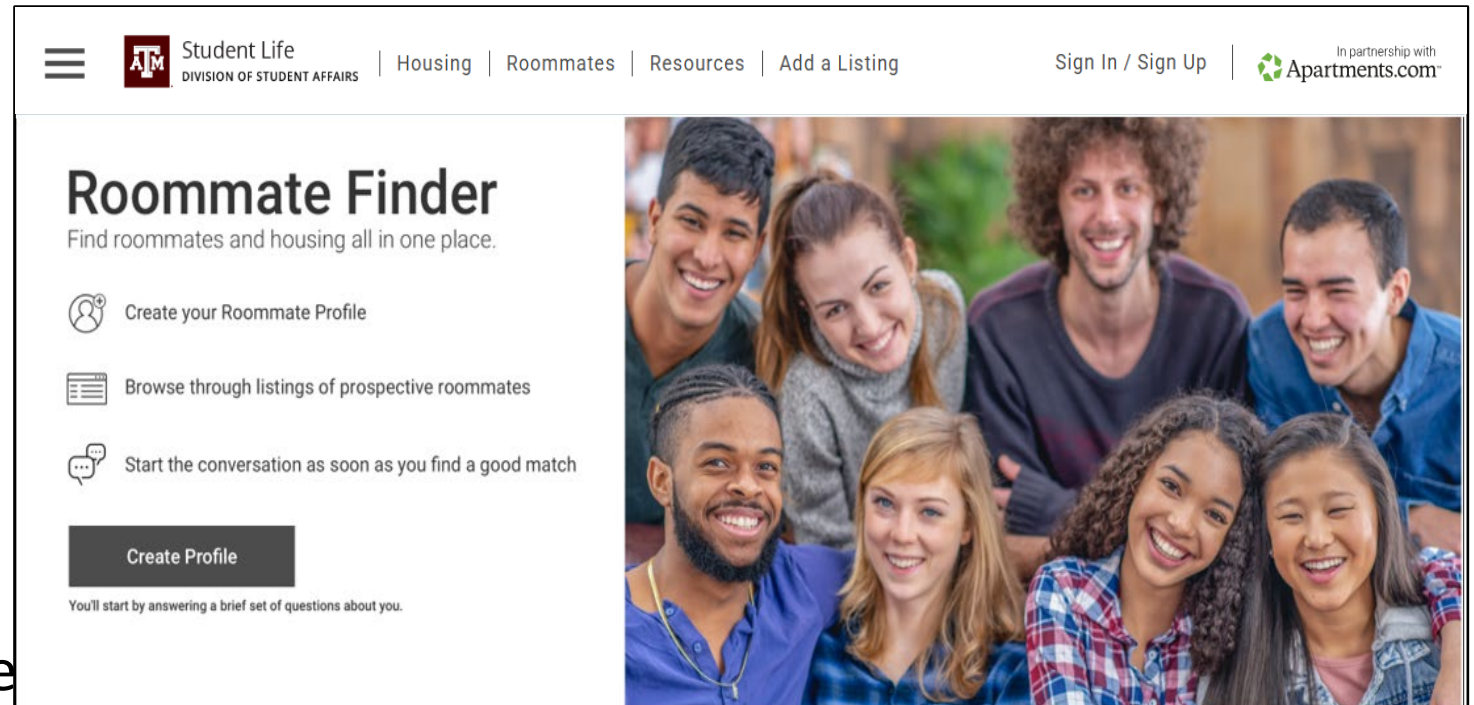 ĀTM
Student Life
DIVISION OF STUDENT AFFAIRS
Housing
Roommates
Resources
Add a Listing
Sign In / Sign Up
In partnership with
Apartments.com
Roommate Finder
Find roommates and housing all in one place.
Create your Roommate Profile
Browse through listings of prospective roommates
Start the conversation as soon as you find a good match
Create Profile
You'll start by answering a brief set of questions about you.
e